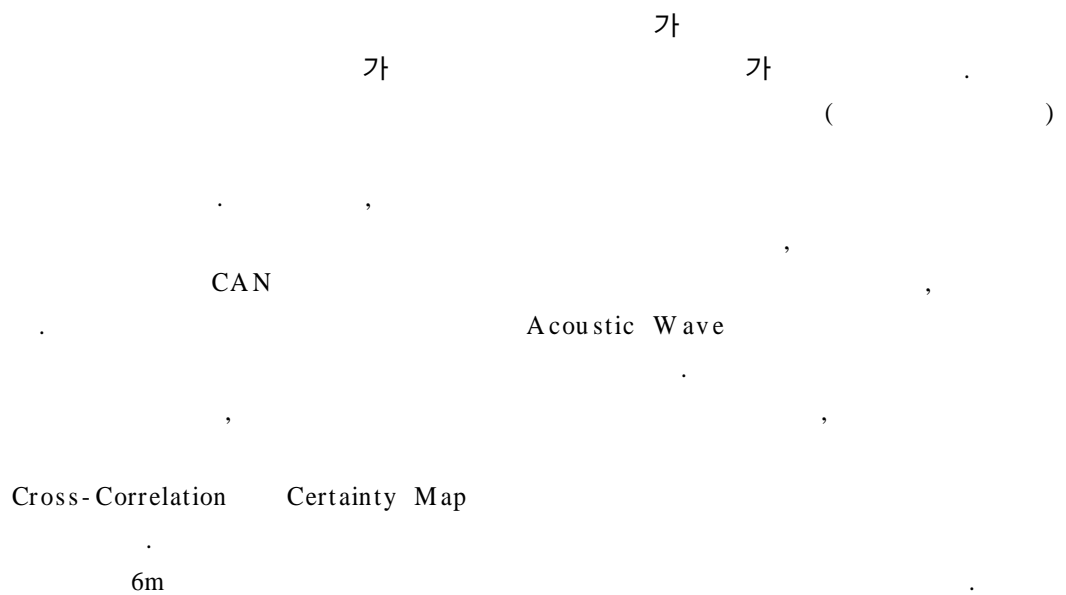 가
가 가 .
( )
. ,
,
CAN ,
. Acoustic Wave
.
, ,
Cross-Correlation Certainty Map
.
6m .